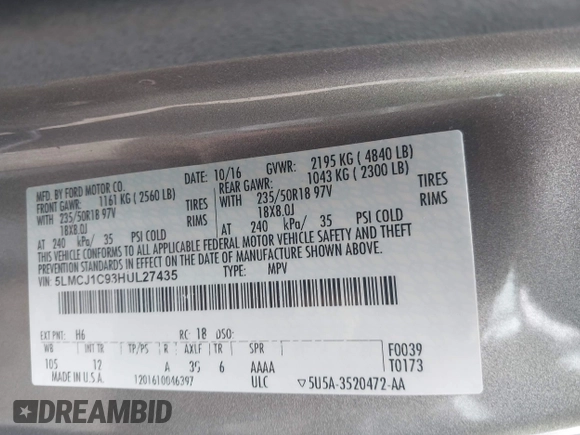 MFD. BY FORD MOTOR CO.
DATE: 10/16 GVWR: 2195 KG ( 4840 LB)
FRONT GAWR: 1161 KG ( 2560 LB)
REAR GAWR: 1043 KG ( 2300 LB)
WITH 235/50R18 97V TIRES
WITH 235/50R18 97V TIRES
18X8.0J RIMS
18X8.0J RIMS
AT 240 kPa/ 35 PSI COLD
AT 240 kPa/ 35 PSI COLD
THIS VEHICLE CONFORMS TO ALL APPLICABLE FEDERAL MOTOR VEHICLE SAFETY AND THEFT
PREVENTION STANDARDS IN EFFECT ON THE DATE OF MANUFACTURE SHOWN ABOVE.
VIN: 5LMCJ1C93HUL27435 TYPE: MPV
EXT PNT: H6 RC: 18 DSO:
WB INT TR TP/PS R AXLE TR SPR
105 12 A 36 6 AAAA
F0039
T0173
MADE IN U.S.A. 1201610046397 ULC
▽5U5A-3520472-AA
DREAMBID